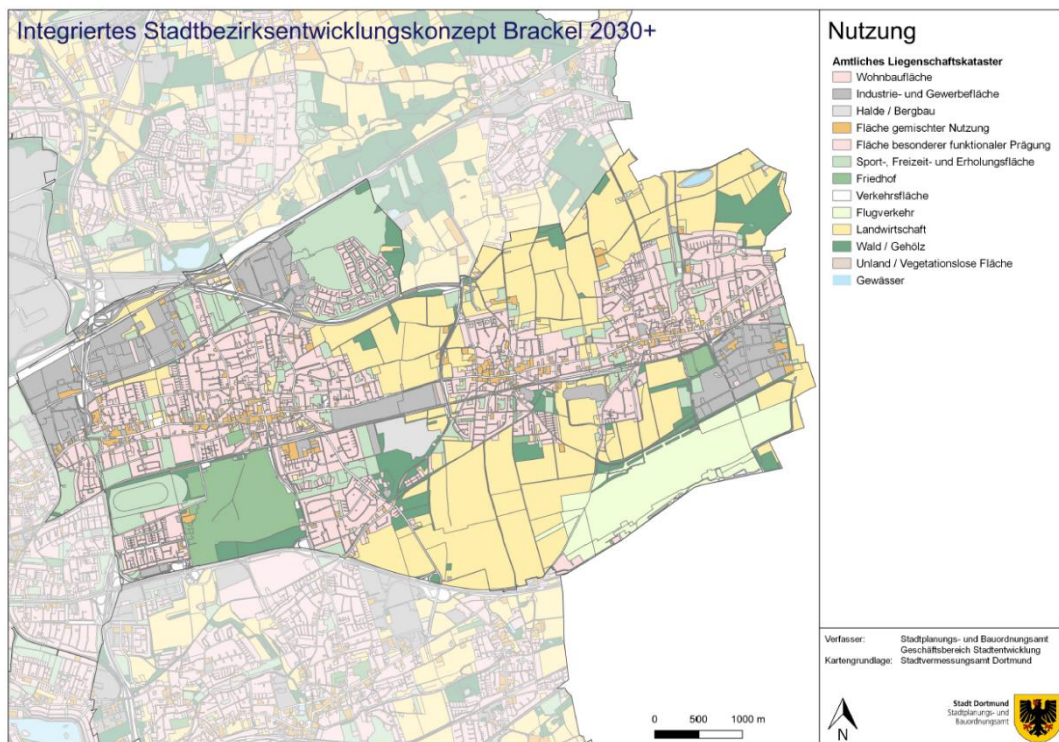 Integriertes Stadtbezirksentwicklungskonzept Brackel 2030+
Nutzung
Amtliches Liegenschaftskataster
Wohnbaufläche
Industrie- und Gewerbefläche
Halde / Bergbau
Fläche gemischter Nutzung
Fläche besonderer funktionaler Prägung
Sport-, Freizeit- und Erholungsfläche
Friedhof
Verkehrsfläche
Flugverkehr
Landwirtschaft
Wald / Gehölz
Unland / Vegetationslose Fläche
Gewässer
Verfasser: Stadtplanungs- und Bauordnungsamt
Geschäftsbereich Stadtentwicklung
Kartengrundlage: Stadtvermessungsamt Dortmund
0 500 1000 m
N
Stadt Dortmund
Stadtplanungs- und
Bauordnungsamt